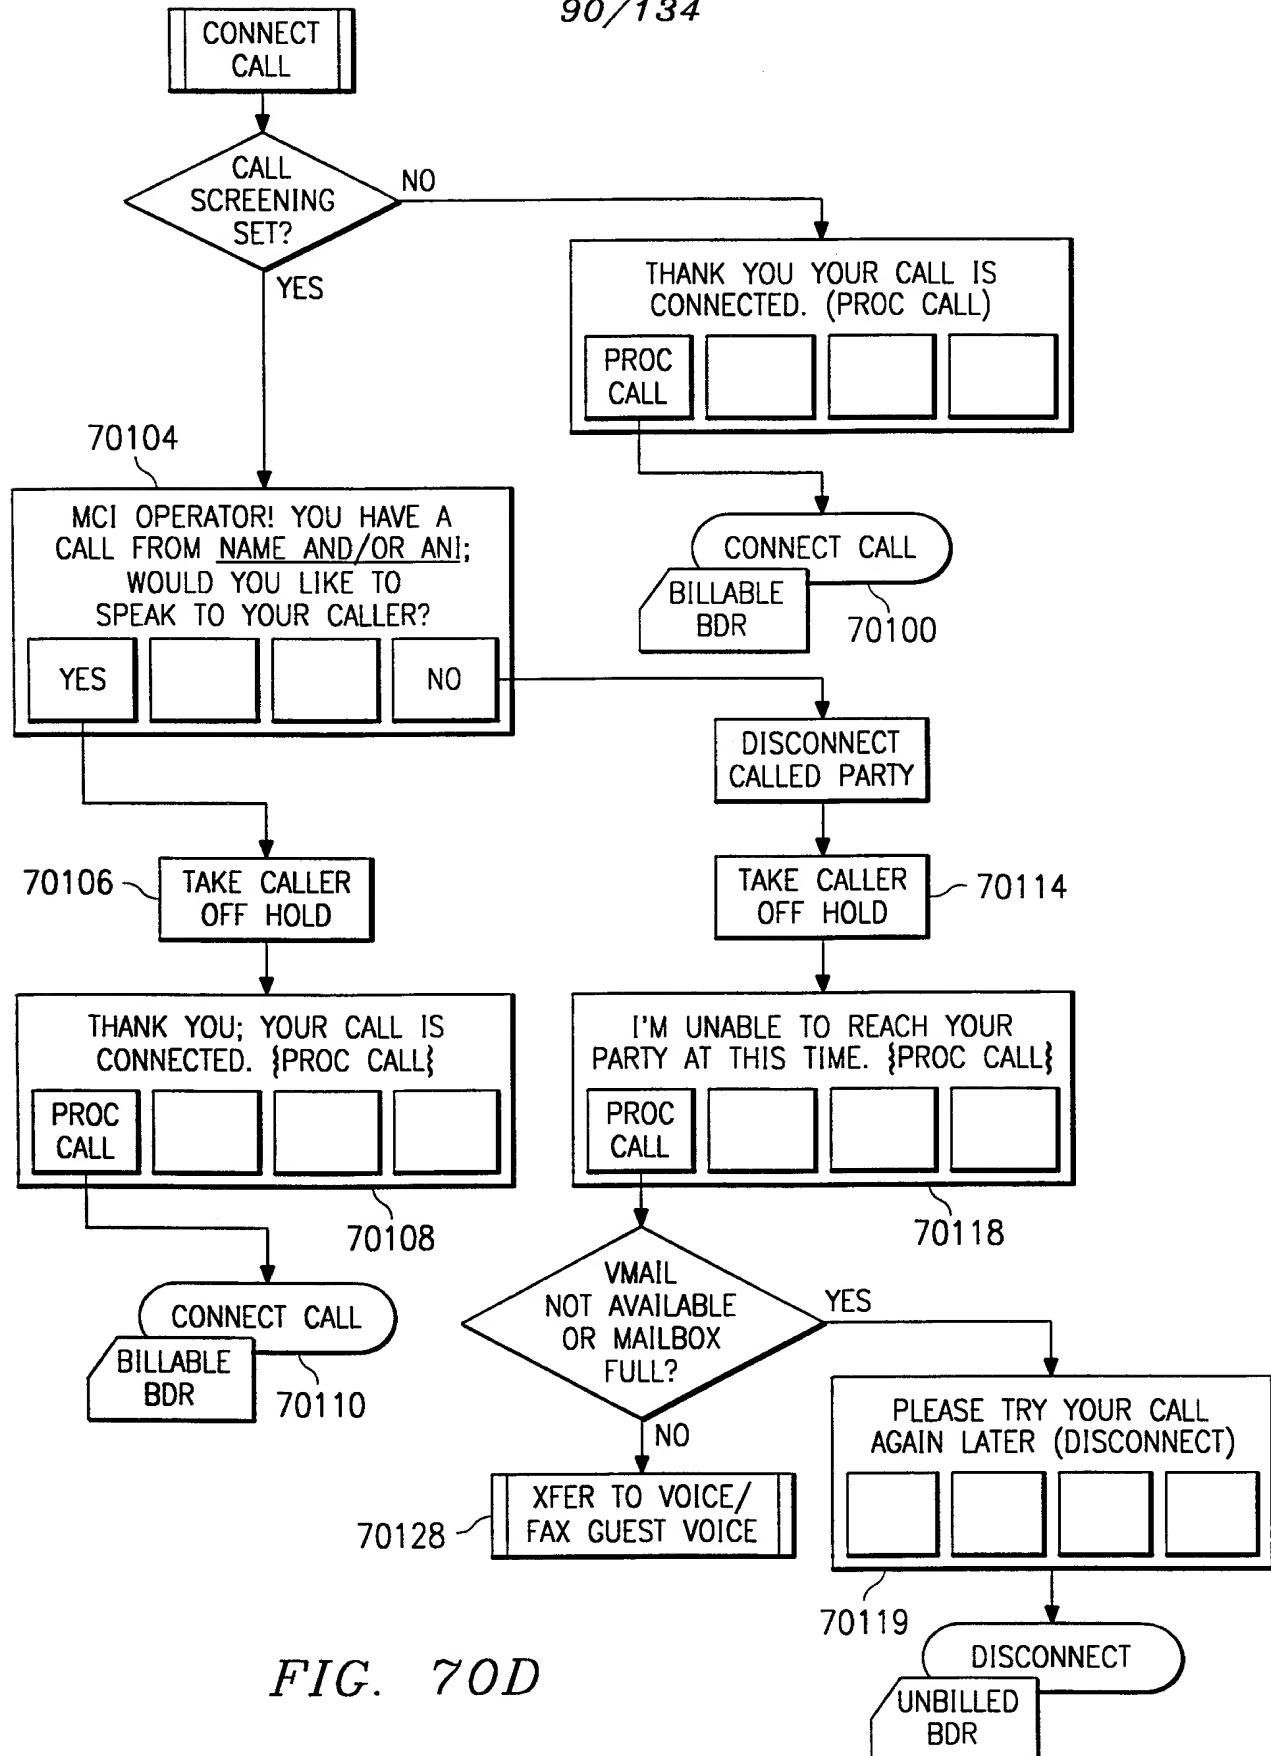 90/134
CONNECT
CALL
CALL
SCREENING
SET?
NO
YES
THANK YOU YOUR CALL IS
CONNECTED. (PROC CALL)
PROC
CALL
CONNECT CALL
BILLABLE
BDR
70100
70104
MCI OPERATOR! YOU HAVE A
CALL FROM NAME AND/OR ANI;
WOULD YOU LIKE TO
SPEAK TO YOUR CALLER?
YES
NO
DISCONNECT
CALLED PARTY
70106
TAKE CALLER
OFF HOLD
TAKE CALLER
OFF HOLD
70114
THANK YOU; YOUR CALL IS
CONNECTED. {PROC CALL}
PROC
CALL
70108
CONNECT CALL
BILLABLE
BDR
70110
I'M UNABLE TO REACH YOUR
PARTY AT THIS TIME. {PROC CALL}
PROC
CALL
70118
VMAIL
NOT AVAILABLE
OR MAILBOX
FULL?
YES
NO
70128
XFER TO VOICE/
FAX GUEST VOICE
PLEASE TRY YOUR CALL
AGAIN LATER (DISCONNECT)
70119
DISCONNECT
UNBILLED
BDR
FIG. 70D